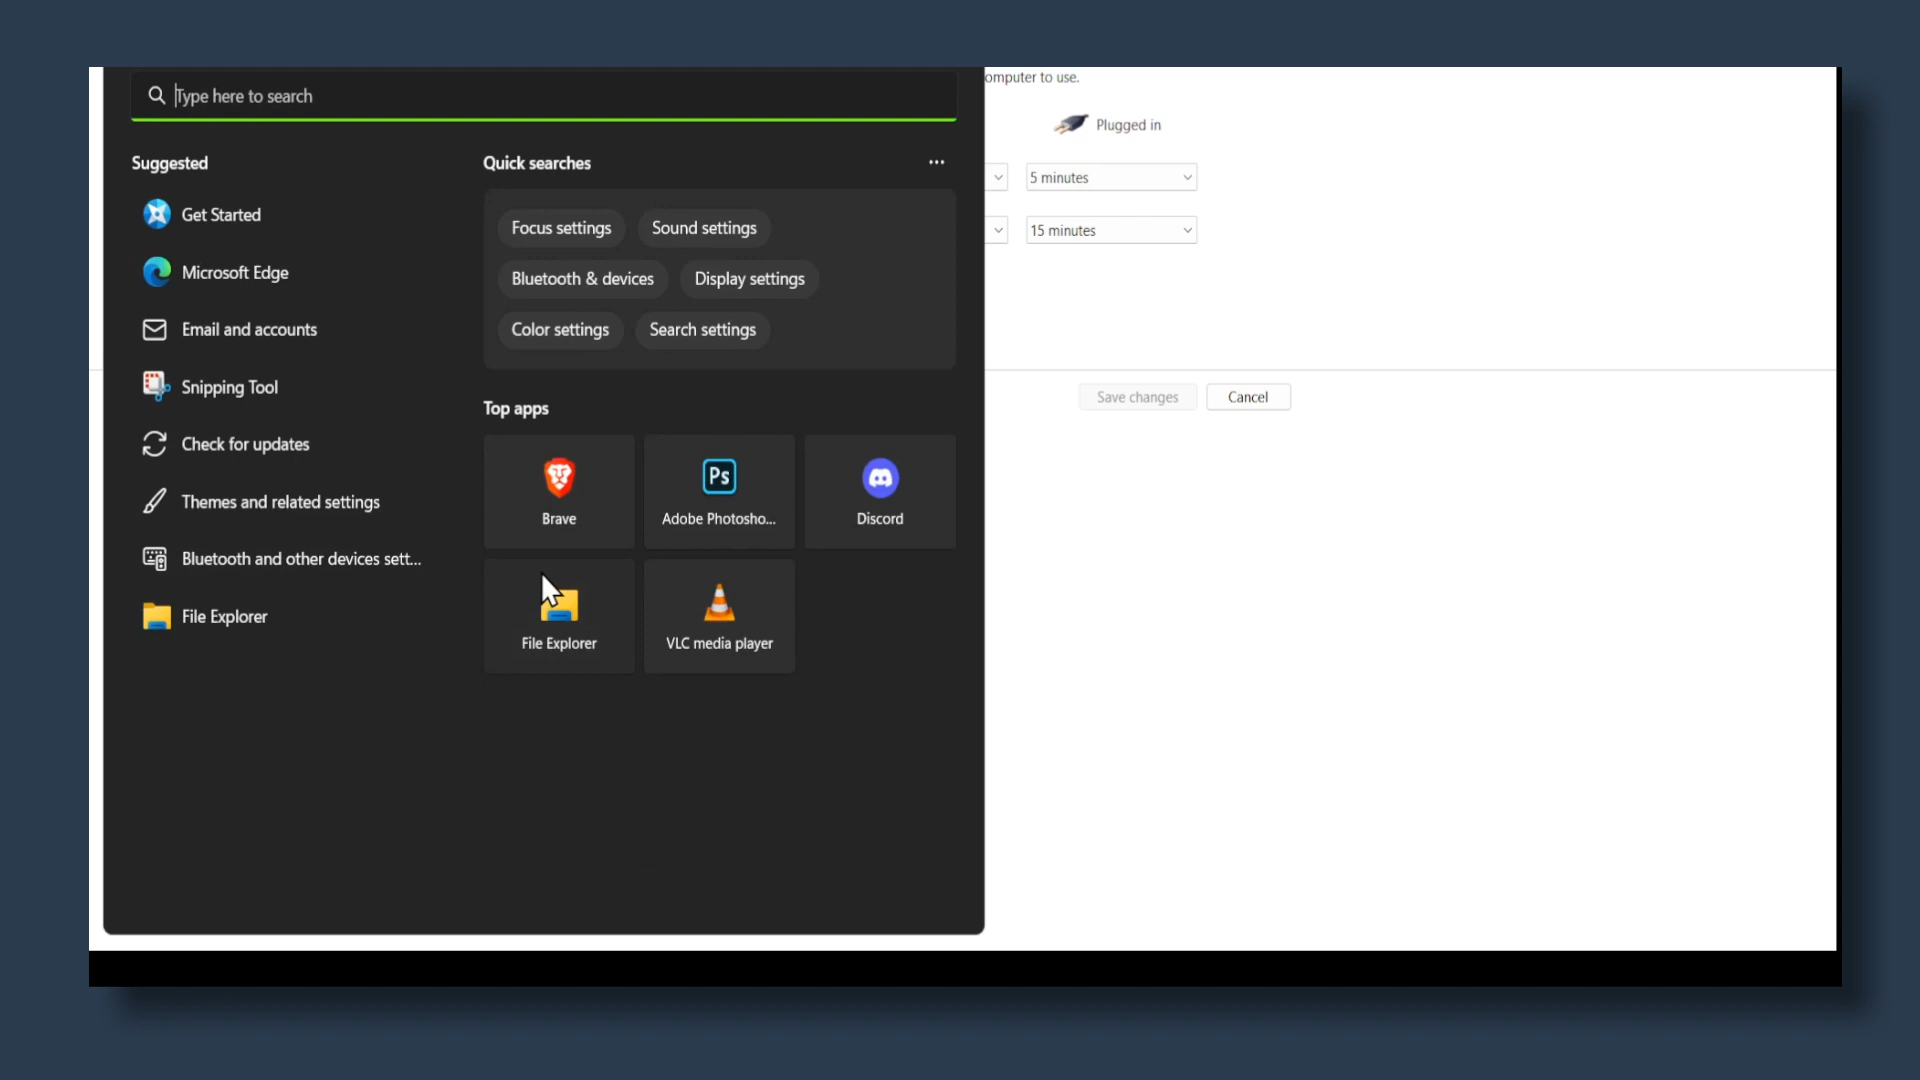 Type here to search
omputer to use.
Plugged in
5 minutes
15 minutes
Save changes
Cancel
Suggested
Get Started
Microsoft Edge
Email and accounts
Snipping Tool
Check for updates
Themes and related settings
Bluetooth and other devices sett...
File Explorer
Quick searches
Focus settings
Sound settings
Bluetooth & devices
Display settings
Color settings
Search settings
Top apps
Ps
Brave
Adobe Photosho...
Discord
File Explorer
VLC media player